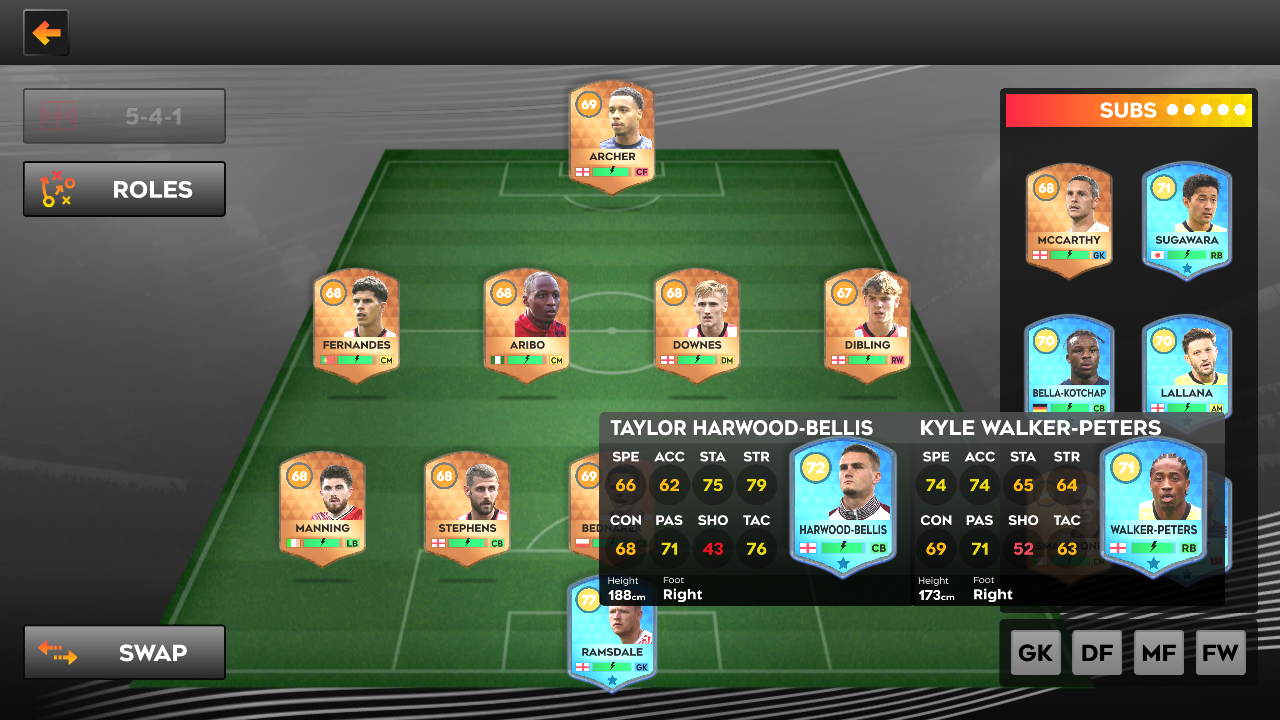 5-4-1
ROLES
SWAP
69
ARCHER
CF
68
FERNANDES
CM
68
ARIBO
CM
68
DOWNES
DM
67
DIBLING
RW
68
MANNING
LB
68
STEPHENS
CB
69
77
RAMSDALE
GK
SUBS
68
MCCARTHY
GK
71
SUGAWARA
RB
70
BELLA-KOTCHAP
CB
70
LALLANA
AM
TAYLOR HARWOOD-BELLIS
SPE ACC STA STR
66 62 75 79
CON PAS SHO TAC
68 71 43 76
Height Foot
188cm Right
72
HARWOOD-BELLIS
CB
KYLE WALKER-PETERS
SPE ACC STA STR
74 74 65 64
CON PAS SHO TAC
69 71 52 63
Height Foot
173cm Right
71
WALKER-PETERS
RB
GK DF MF FW